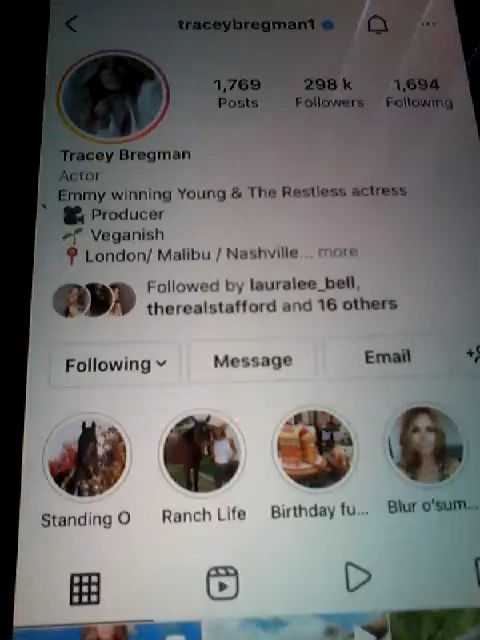 traceybregman1
1,769 298 k 1,694
Posts Followers Following
Tracey Bregman
Actor
Emmy winning Young & The Restless actress
Producer
Veganish
London/ Malibu / Nashville... more
Followed by lauralee_bell,
therealstafford and 16 others
Following Message Email
Standing O Ranch Life Birthday fu... Blur o'sum...